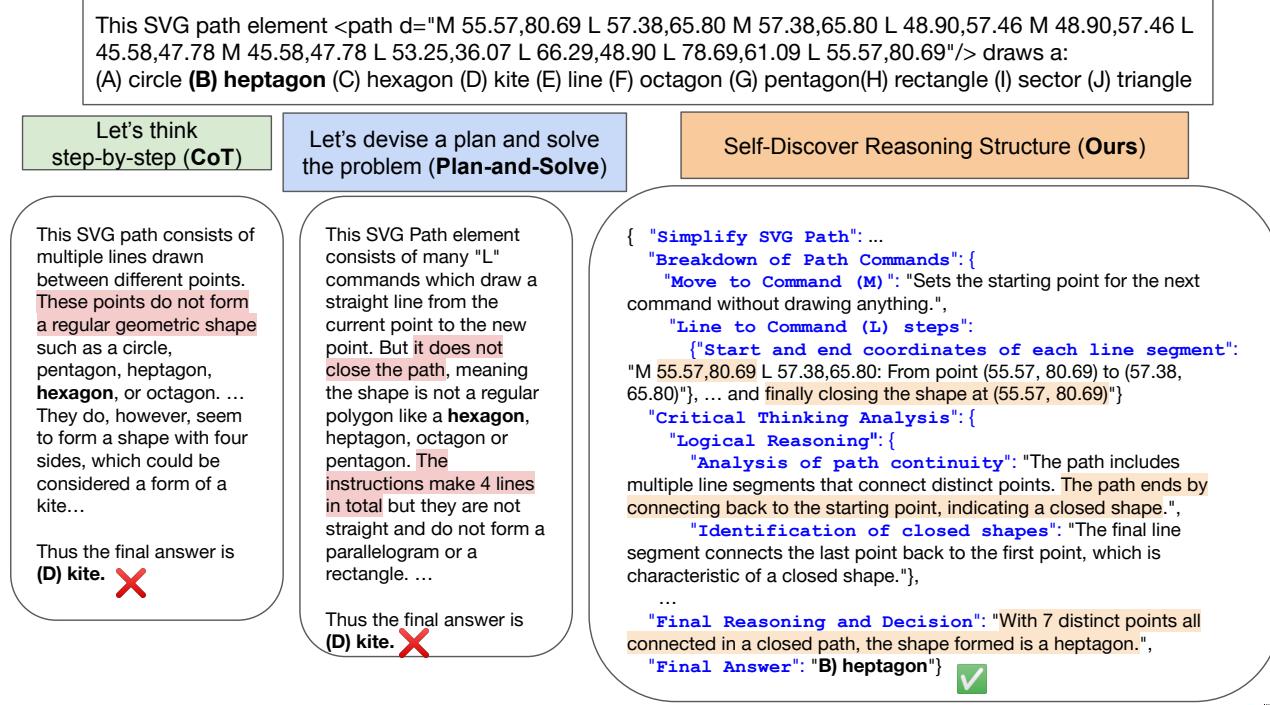 This SVG path element <path d="M 55.57,80.69 L 57.38,65.80 M 57.38,65.80 L 48.90,57.46 M 48.90,57.46 L
45.58,47.78 M 45.58,47.78 L 53.25,36.07 L 66.29,48.90 L 78.69,61.09 L 55.57,80.69"/> draws a:
(A) circle (B) heptagon (C) hexagon (D) kite (E) line (F) octagon (G) pentagon(H) rectangle (I) sector (J) triangle
Let's think
step-by-step (CoT)
This SVG path consists of
multiple lines drawn
between different points.
These points do not form
a regular geometric shape
such as a circle,
pentagon, heptagon,
hexagon, or octagon. …
They do, however, seem
to form a shape with four
sides, which could be
considered a form of a
kite…
Thus the final answer is
(D) kite.
Let's devise a plan and solve
the problem (Plan-and-Solve)
This SVG Path element
consists of many "L"
commands which draw a
straight line from the
current point to the new
point. But it does not
close the path, meaning
the shape is not a regular
polygon like a hexagon,
heptagon, octagon or
pentagon. The
instructions make 4 lines
in total but they are not
straight and do not form a
parallelogram or a
rectangle. …
Thus the final answer is
(D) kite.
Self-Discover Reasoning Structure (Ours)
{ "Simplify SVG Path": ...
"Breakdown of Path Commands": {
"Move to Command (M)": "Sets the starting point for the next
command without drawing anything.",
"Line to Command (L) steps":
{"Start and end coordinates of each line segment":
"M 55.57,80.69 L 57.38,65.80: From point (55.57, 80.69) to (57.38,
65.80)"}, … and finally closing the shape at (55.57, 80.69)"}
"Critical Thinking Analysis": {
"Logical Reasoning": {
"Analysis of path continuity": "The path includes
multiple line segments that connect distinct points. The path ends by
connecting back to the starting point, indicating a closed shape.",
"Identification of closed shapes": "The final line
segment connects the last point back to the first point, which is
characteristic of a closed shape."},
…
"Final Reasoning and Decision": "With 7 distinct points all
connected in a closed path, the shape formed is a heptagon.",
"Final Answer": "B) heptagon"}